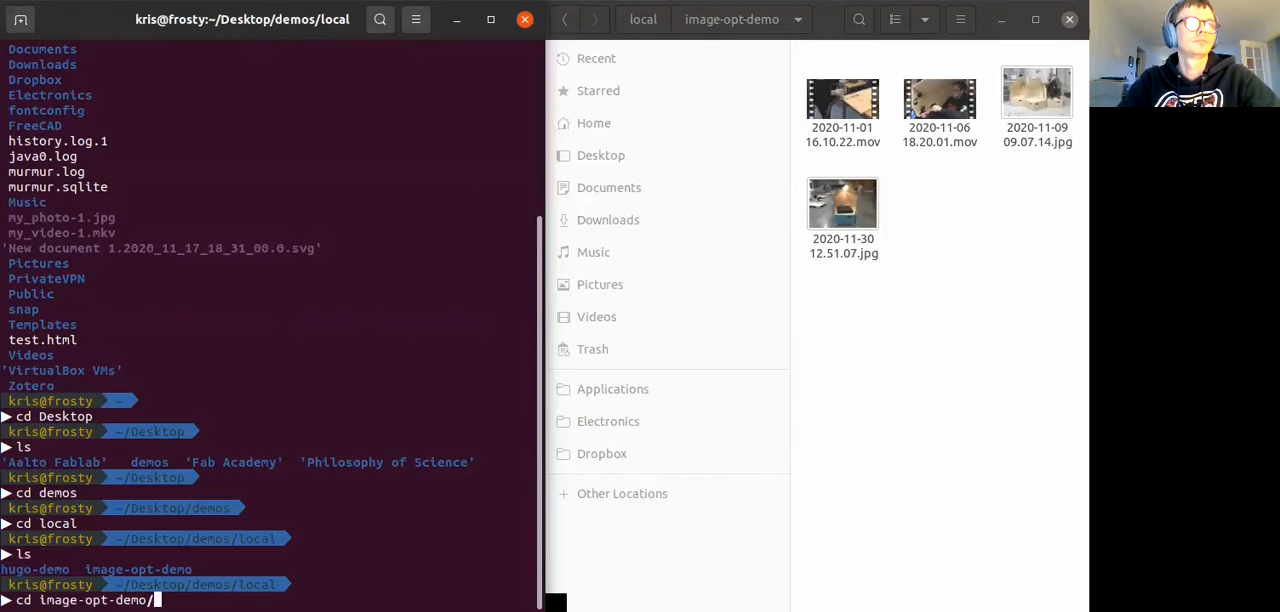 kris@frosty:~/Desktop/demos/local
Documents
Downloads
Dropbox
Electronics
fontconfig
FreeCAD
history.log.1
java0.log
murmur.log
murmur.sqlite
Music
my_photo-1.jpg
my_video-1.mkv
'New document 1.2020_11_17_18_31_00.0.svg'
Pictures
PrivateVPN
Public
snap
Templates
test.html
Videos
'VirtualBox VMs'
Zotero
kris@frosty ~
▶ cd Desktop
kris@frosty ~/Desktop
▶ ls
'Aalto Fablab' demos 'Fab Academy' 'Philosophy of Science'
kris@frosty ~/Desktop
▶ cd demos
kris@frosty ~/Desktop/demos
▶ cd local
kris@frosty ~/Desktop/demos/local
▶ ls
hugo-demo image-opt-demo
kris@frosty ~/Desktop/demos/local
▶ cd image-opt-demo/
local image-opt-demo
Recent
Starred
Home
Desktop
Documents
Downloads
Music
Pictures
Videos
Trash
Applications
Electronics
Dropbox
+ Other Locations
2020-11-01
16.10.22.mov
2020-11-06
18.20.01.mov
2020-11-09
09.07.14.jpg
2020-11-30
12.51.07.jpg